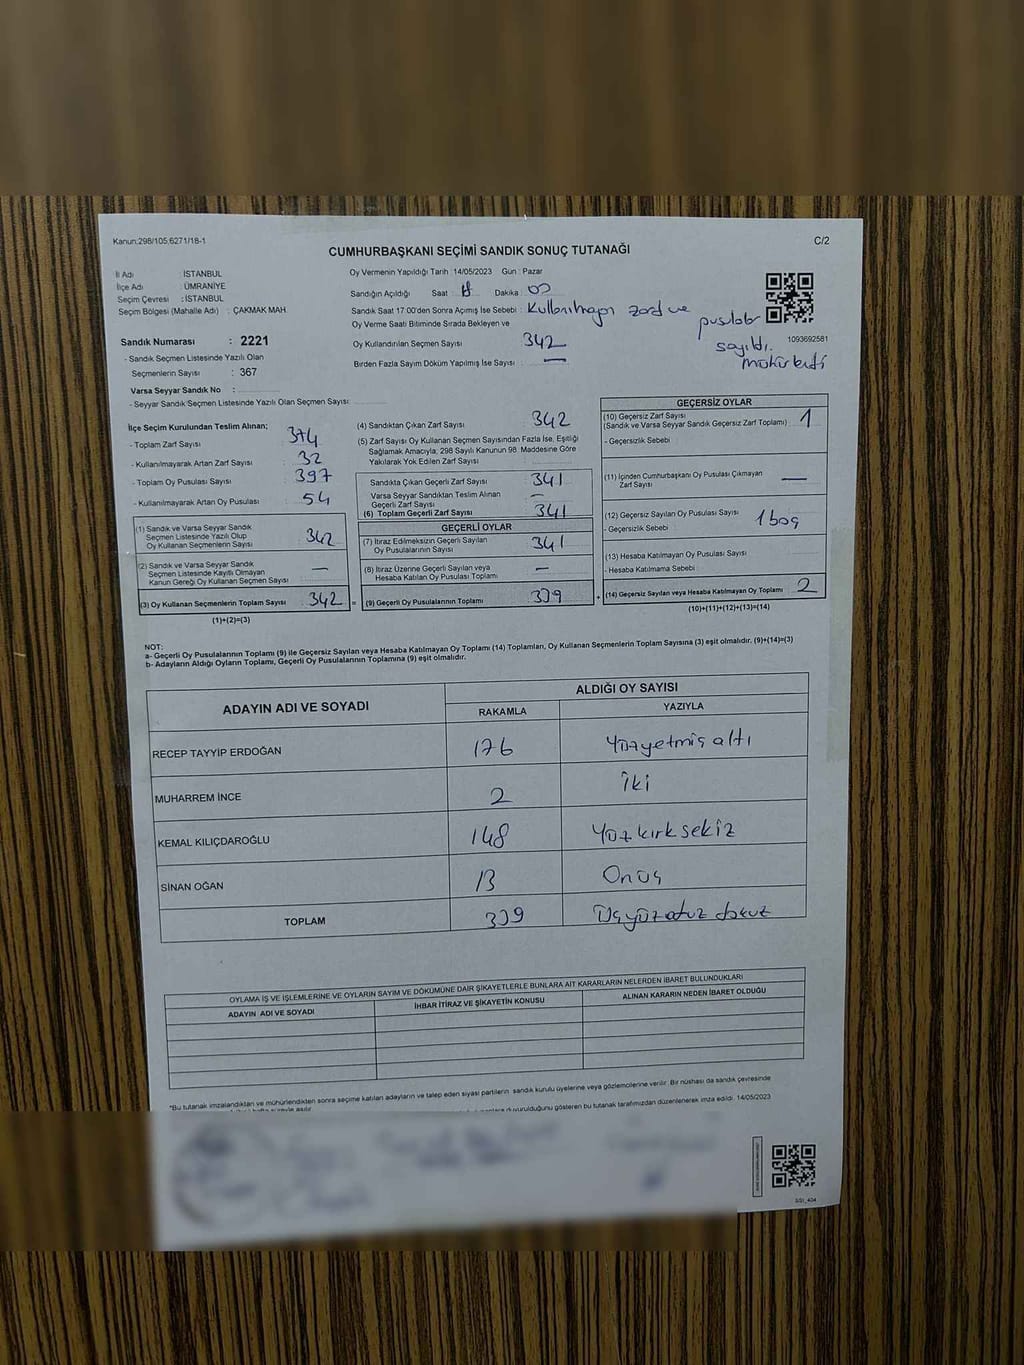 Kanun:298/105;6271/18-1
C/2
CUMHURBAŞKANI SEÇİMİ SANDIK SONUÇ TUTANAĞI
İl Adı : İSTANBUL
İlçe Adı : ÜMRANİYE
Seçim Çevresi : İSTANBUL
Seçim Bölgesi (Mahalle Adı) : ÇAKMAK MAH.
Sandık Numarası : 2221
- Sandık Seçmen Listesinde Yazılı Olan
Seçmenlerin Sayısı : 367
Varsa Seyyar Sandık No :
- Seyyar Sandık Seçmen Listesinde Yazılı Olan Seçmen Sayısı:
Oy Vermenin Yapıldığı Tarih : 14/05/2023 Gün : Pazar
Sandığın Açıldığı Saat : Dakika : 00
Sandık Saat 17.00'den Sonra Açımış İse Sebebi : Kullanılmayan zarf ve
pusulalar
sayıldı.
mühürlendi
Oy Verme Saati Bitiminde Sırada Bekleyen ve
Oy Kullandırılan Seçmen Sayısı : 342
Birden Fazla Sayım Döküm Yapılmış İse Sayısı : —
1093692581
İlçe Seçim Kurulundan Teslim Alınan;
- Toplam Zarf Sayısı : 374
- Kullanılmayarak Artan Zarf Sayısı : 32
- Toplam Oy Pusulası Sayısı : 397
- Kullanılmayarak Artan Oy Pusulası : 54
(1) Sandık ve Varsa Seyyar Sandık
Seçmen Listesinde Yazılı Olup
Oy Kullanan Seçmenlerin Sayısı : 342
(2) Sandık ve Varsa Seyyar Sandık
Seçmen Listesinde Kayıtlı Olmayan
Kanun Gereği Oy Kullanan Seçmen Sayısı : —
(3) Oy Kullanan Seçmenlerin Toplam Sayısı : 342 =
(1)+(2)=(3)
(4) Sandıktan Çıkan Zarf Sayısı : 342
(5) Zarf Sayısı Oy Kullanan Seçmen Sayısından Fazla İse, Eşitliği
Sağlamak Amacıyla; 298 Sayılı Kanunun 98. Maddesine Göre
Yakılarak Yok Edilen Zarf Sayısı :
Sandıkta Çıkan Geçerli Zarf Sayısı : 341
Varsa Seyyar Sandıktan Teslim Alınan
Geçerli Zarf Sayısı : —
(6) Toplam Geçerli Zarf Sayısı : 341
GEÇERLİ OYLAR
(7) İtiraz Edilmeksizin Geçerli Sayılan
Oy Pusulalarının Sayısı : 341
(8) İtiraz Üzerine Geçerli Sayılan veya
Hesaba Katılan Oy Pusulası Toplamı : —
(9) Geçerli Oy Pusulalarının Toplamı : 339 +
GEÇERSİZ OYLAR
(10) Geçersiz Zarf Sayısı
(Sandık ve Varsa Seyyar Sandık Geçersiz Zarf Toplamı) : 1
- Geçersizlik Sebebi :
(11) İçinden Cumhurbaşkanı Oy Pusulası Çıkmayan
Zarf Sayısı : —
(12) Geçersiz Sayılan Oy Pusulası Sayısı : 1 boş
- Geçersizlik Sebebi :
(13) Hesaba Katılmayan Oy Pusulası Sayısı :
- Hesaba Katılmama Sebebi :
(14) Geçersiz Sayılan veya Hesaba Katılmayan Oy Toplamı : 2
(10)+(11)+(12)+(13)=(14)
NOT:
a- Geçerli Oy Pusulalarının Toplamı (9) ile Geçersiz Sayılan veya Hesaba Katılmayan Oy Toplamı (14) Toplamları, Oy Kullanan Seçmenlerin Toplam Sayısına (3) eşit olmalıdır. (9)+(14)=(3)
b- Adayların Aldığı Oyların Toplamı, Geçerli Oy Pusulalarının Toplamına (9) eşit olmalıdır.
ADAYIN ADI VE SOYADI ALDIĞI OY SAYISI
RAKAMLA YAZIYLA
RECEP TAYYİP ERDOĞAN 176 Yüzyetmiş altı
MUHARREM İNCE 2 İki
KEMAL KILIÇDAROĞLU 148 Yüz kırk sekiz
SİNAN OĞAN 13 Onüç
TOPLAM 339 Üçyüz otuz dokuz
OYLAMA İŞ VE İŞLEMLERİNE VE OYLARIN SAYIM VE DÖKÜMÜNE DAİR ŞİKAYETLERLE BUNLARA AİT KARARLARIN NELERDEN İBARET BULUNDUKLARI
ADAYIN ADI VE SOYADI İHBAR İTİRAZ VE ŞİKAYETİN KONUSU ALINAN KARARIN NEDEN İBARET OLDUĞU
*Bu tutanak imzalandıktan ve mühürlendikten sonra seçime katılan adayların ve talep eden siyasi partilerin sandık kurulu üyelerine veya gözlemcilerine verilir. Bir nüshası da sandık çevresinde
duyurulduğunu gösteren bu tutanak tarafımızdan düzenlenerek imza edildi. 14/05/2023